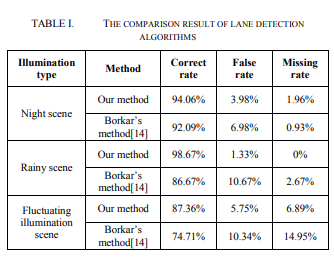 TABLE I. THE COMPARISON RESULT OF LANE DETECTION
ALGORITHMS
Illumination type Method Correct rate False rate Missing rate
Night scene Our method 94.06% 3.98% 1.96%
Borkar's method[14] 92.09% 6.98% 0.93%
Rainy scene Our method 98.67% 1.33% 0%
Borkar's method[14] 86.67% 10.67% 2.67%
Fluctuating illumination scene Our method 87.36% 5.75% 6.89%
Borkar's method[14] 74.71% 10.34% 14.95%